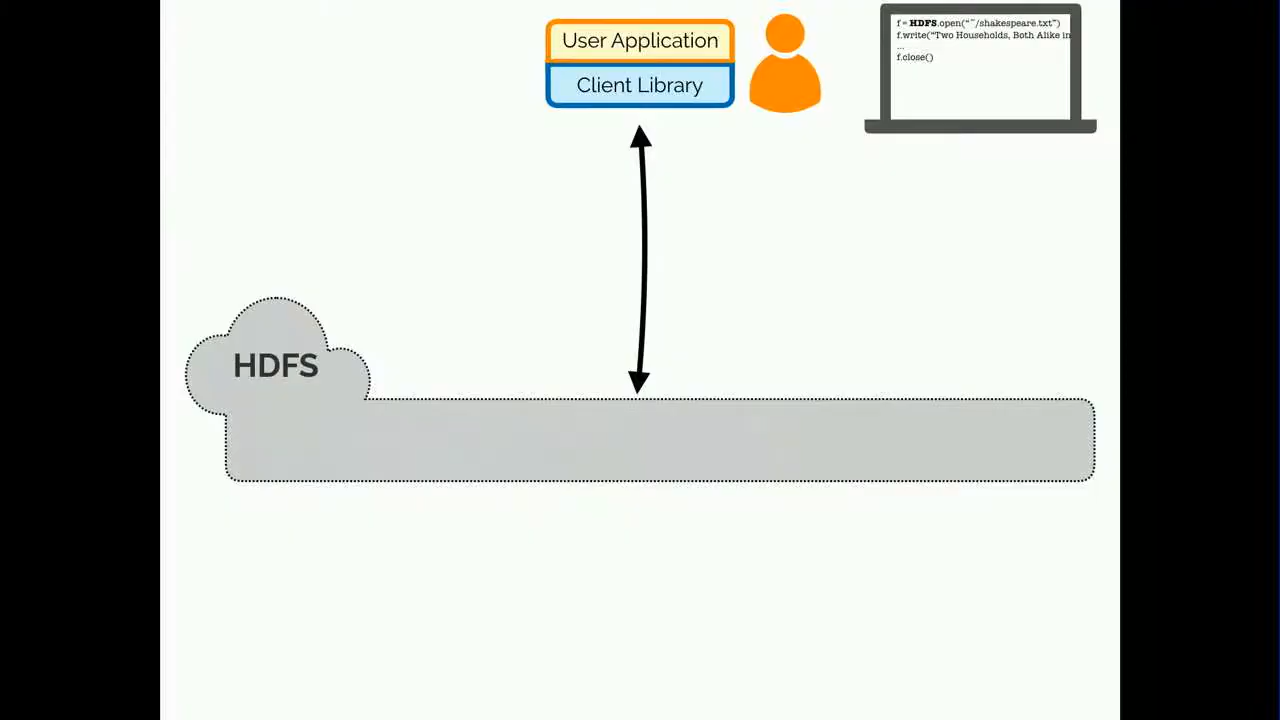 User Application
Client Library
f = HDFS.open("~/shakespeare.txt")
f.write("Two Households, Both Alike in
...
f.close()
HDFS